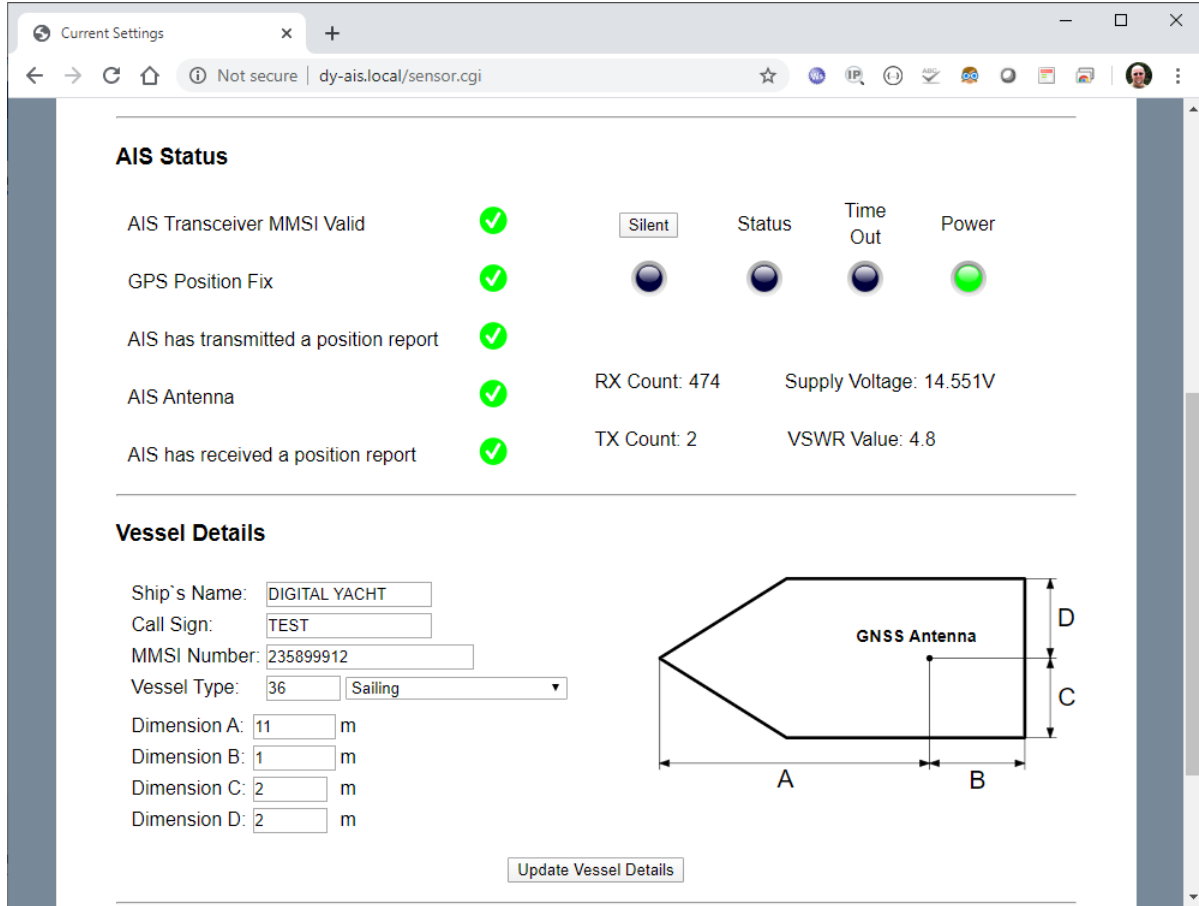 Current Settings
Not secure | dy-ais.local/sensor.cgi
AIS Status
AIS Transceiver MMSI Valid
Silent
Status
Time
Out
Power
GPS Position Fix
AIS has transmitted a position report
AIS Antenna
RX Count: 474
Supply Voltage: 14.551V
AIS has received a position report
TX Count: 2
VSWR Value: 4.8
Vessel Details
Ship`s Name: DIGITAL YACHT
Call Sign: TEST
MMSI Number: 235899912
Vessel Type: 36 Sailing
Dimension A: 11 m
Dimension B: 1 m
Dimension C: 2 m
Dimension D: 2 m
GNSS Antenna
D
C
A
B
Update Vessel Details